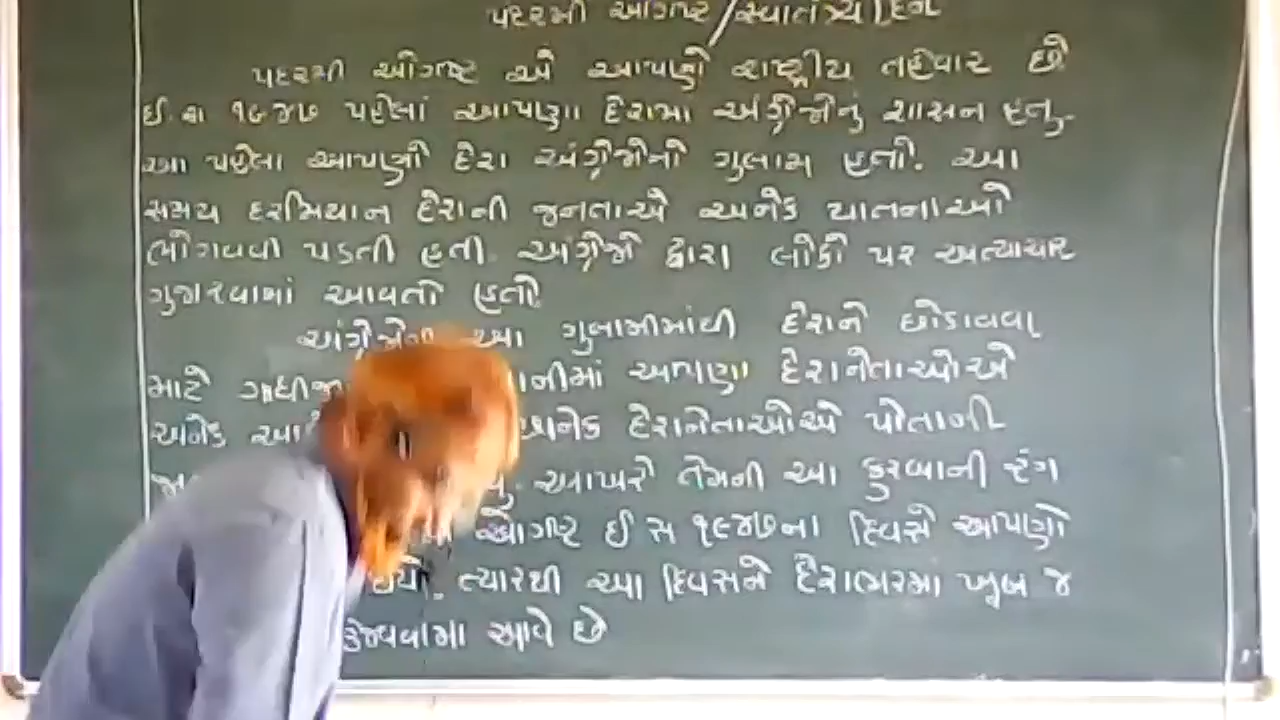 પંદરમી ઓગષ્ટ /સ્વાતંત્ર્ય દિન
પંદરમી ઓગષ્ટ એ આપણો રાષ્ટ્રીય તહેવાર છે
ઈ.સ ૧૯૪૭ પહેલાં આપણા દેશમા અંગ્રેજોનું શાસન હતુ.
આ પહેલા આપણો દેશ અંગ્રેજોનો ગુલામ હતો. આ
સમય દરમિયાન દેશની જનતાએ અનેક યાતનાઓ
ભોગવવી પડતી હતી. અંગ્રેજો દ્વારા લોકો પર અત્યાચાર
ગુજારવામાં આવતો હતો.
આ ગુલામીમાંથી દેશને છોડાવવા
માટે આપણા દેશનેતાઓએ
અનેક અનેક દેશનેતાઓએ પોતાની
આખરે તેમની આ કુરબાની રંગ
ઓગષ્ટ ઈ સ ૧૯૪૭ના દિવસે આપણો
થયો. ત્યારથી આ દિવસને દેશભરમા ખૂબ જ
ઉજવવામા આવે છે